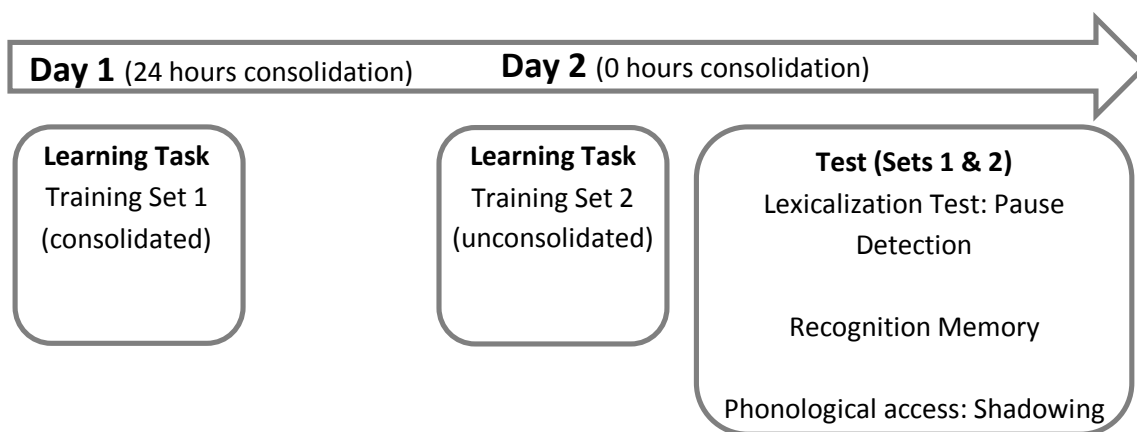 Day 1 (24 hours consolidation)
Day 2 (0 hours consolidation)
Learning Task
Training Set 1
(consolidated)
Learning Task
Training Set 2
(unconsolidated)
Test (Sets 1 & 2)
Lexicalization Test: Pause
Detection
Recognition Memory
Phonological access: Shadowing